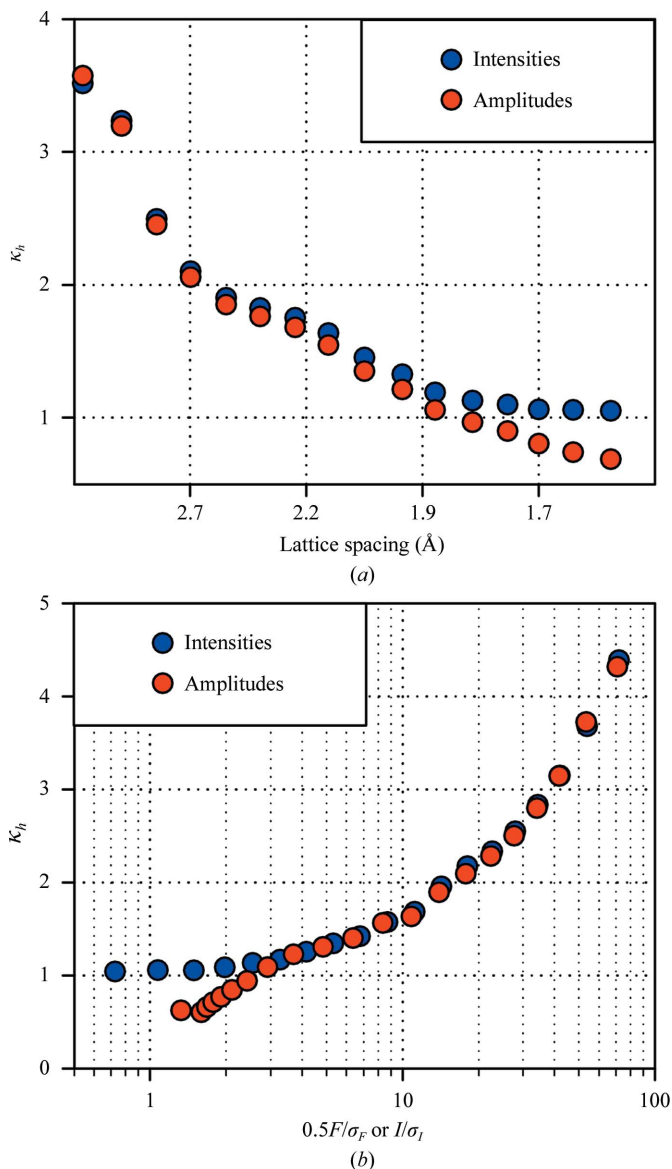 4
Intensities
Amplitudes
3
κh
2
1
2.7 2.2 1.9 1.7
Lattice spacing (Å)
(a)
5
Intensities
Amplitudes
4
3
κh
2
1
0
1 10 100
0.5F/σF or I/σI
(b)